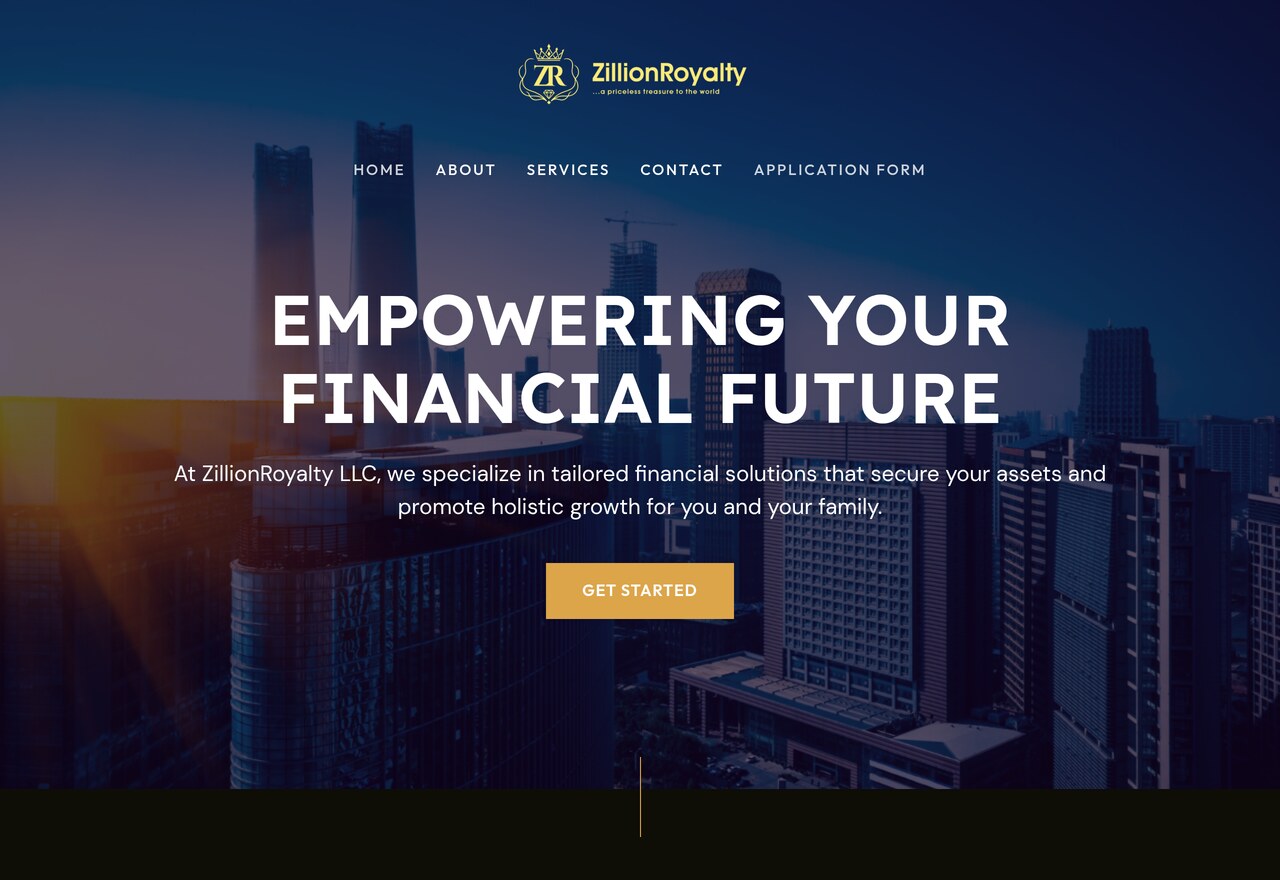 ZR
ZillionRoyalty
...a priceless treasure to the world
HOME ABOUT SERVICES CONTACT APPLICATION FORM
EMPOWERING YOUR
FINANCIAL FUTURE
At ZillionRoyalty LLC, we specialize in tailored financial solutions that secure your assets and
promote holistic growth for you and your family.
GET STARTED